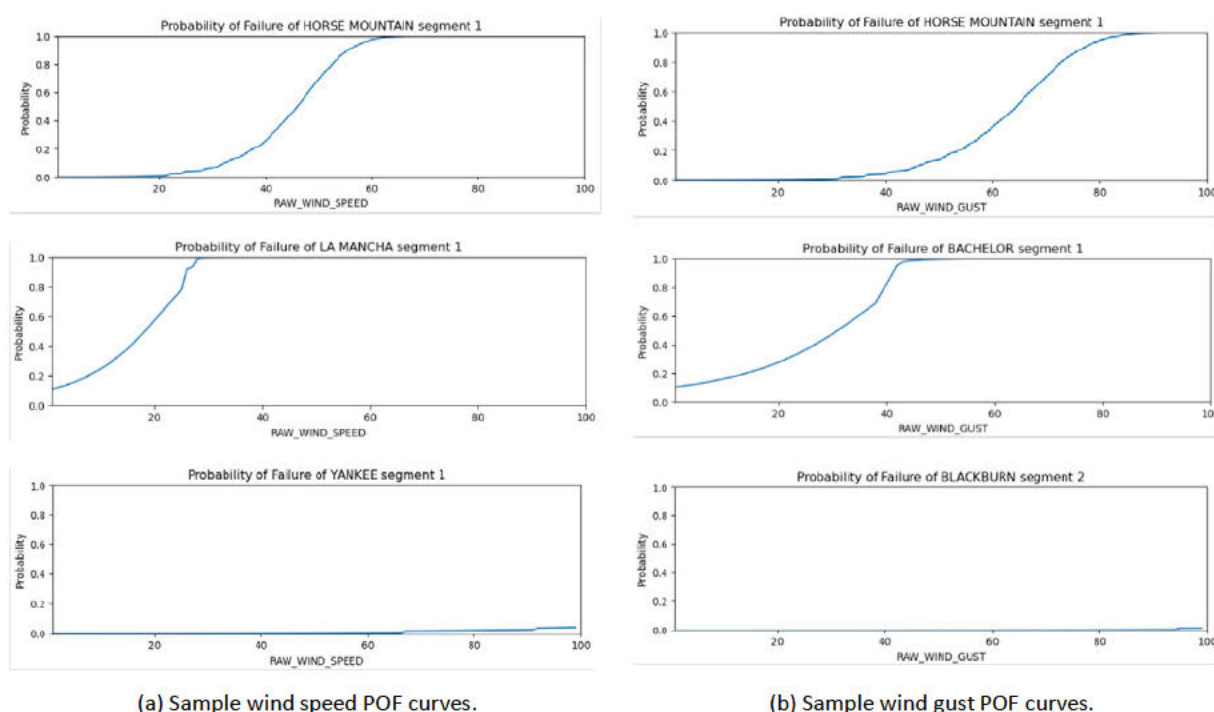 Probability of Failure of HORSE MOUNTAIN segment 1
1.0
0.8
0.6
0.4
0.2
0.0
Probability
20 40 60 80 100
RAW_WIND_SPEED
Probability of Failure of HORSE MOUNTAIN segment 1
1.0
0.8
0.6
0.4
0.2
0.0
Probability
20 40 60 80 100
RAW_WIND_GUST
Probability of Failure of LA MANCHA segment 1
1.0
0.8
0.6
0.4
0.2
0.0
Probability
20 40 60 80 100
RAW_WIND_SPEED
Probability of Failure of BACHELOR segment 1
1.0
0.8
0.6
0.4
0.2
0.0
Probability
20 40 60 80 100
RAW_WIND_GUST
Probability of Failure of YANKEE segment 1
1.0
0.8
0.6
0.4
0.2
0.0
Probability
20 40 60 80 100
RAW_WIND_SPEED
Probability of Failure of BLACKBURN segment 2
1.0
0.8
0.6
0.4
0.2
0.0
Probability
20 40 60 80 100
RAW_WIND_GUST
(a) Sample wind speed POF curves.
(b) Sample wind gust POF curves.